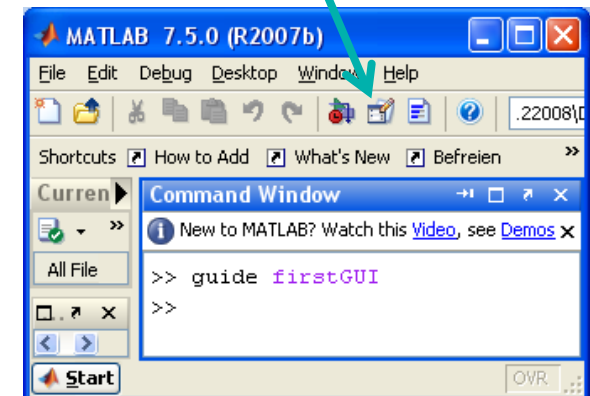 MATLAB 7.5.0 (R2007b)
File Edit Debug Desktop Window Help
.22008\D
Shortcuts How to Add What's New Befreien »
Curren Command Window
» New to MATLAB? Watch this Video, see Demos x
All File
>> guide firstGUI
>>
Start OVR